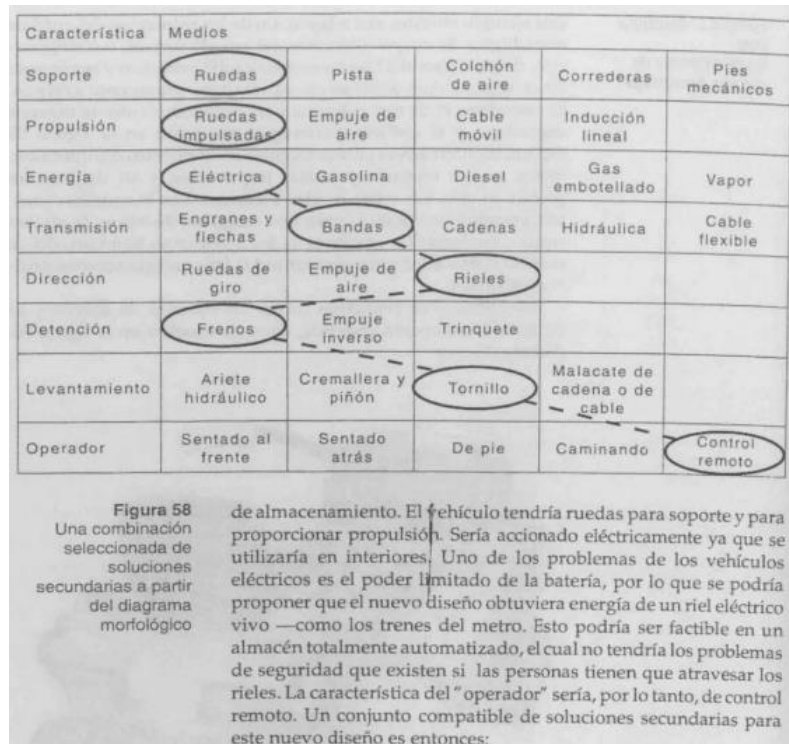 Característica Medios
Soporte Ruedas Pista Colchón de aire Correderas Pies mecánicos
Propulsión Ruedas impulsadas Empuje de aire Cable móvil Inducción lineal
Energía Eléctrica Gasolina Diesel Gas embotellado Vapor
Transmisión Engranes y flechas Bandas Cadenas Hidráulica Cable flexible
Dirección Ruedas de giro Empuje de aire Rieles
Detención Frenos Empuje inverso Trinquete
Levantamiento Ariete hidráulico Cremallera y piñón Tornillo Malacate de cadena o de cable
Operador Sentado al frente Sentado atrás De pie Caminando Control remoto
Figura 58
Una combinación
seleccionada de
soluciones
secundarias a partir
del diagrama
morfológico
de almacenamiento. El vehículo tendría ruedas para soporte y para
proporcionar propulsión. Sería accionado eléctricamente ya que se
utilizaría en interiores. Uno de los problemas de los vehículos
eléctricos es el poder limitado de la batería, por lo que se podría
proponer que el nuevo diseño obtuviera energía de un riel eléctrico
vivo —como los trenes del metro. Esto podría ser factible en un
almacén totalmente automatizado, el cual no tendría los problemas
de seguridad que existen si las personas tienen que atravesar los
rieles. La característica del "operador" sería, por lo tanto, de control
remoto. Un conjunto compatible de soluciones secundarias para
este nuevo diseño es entonces: